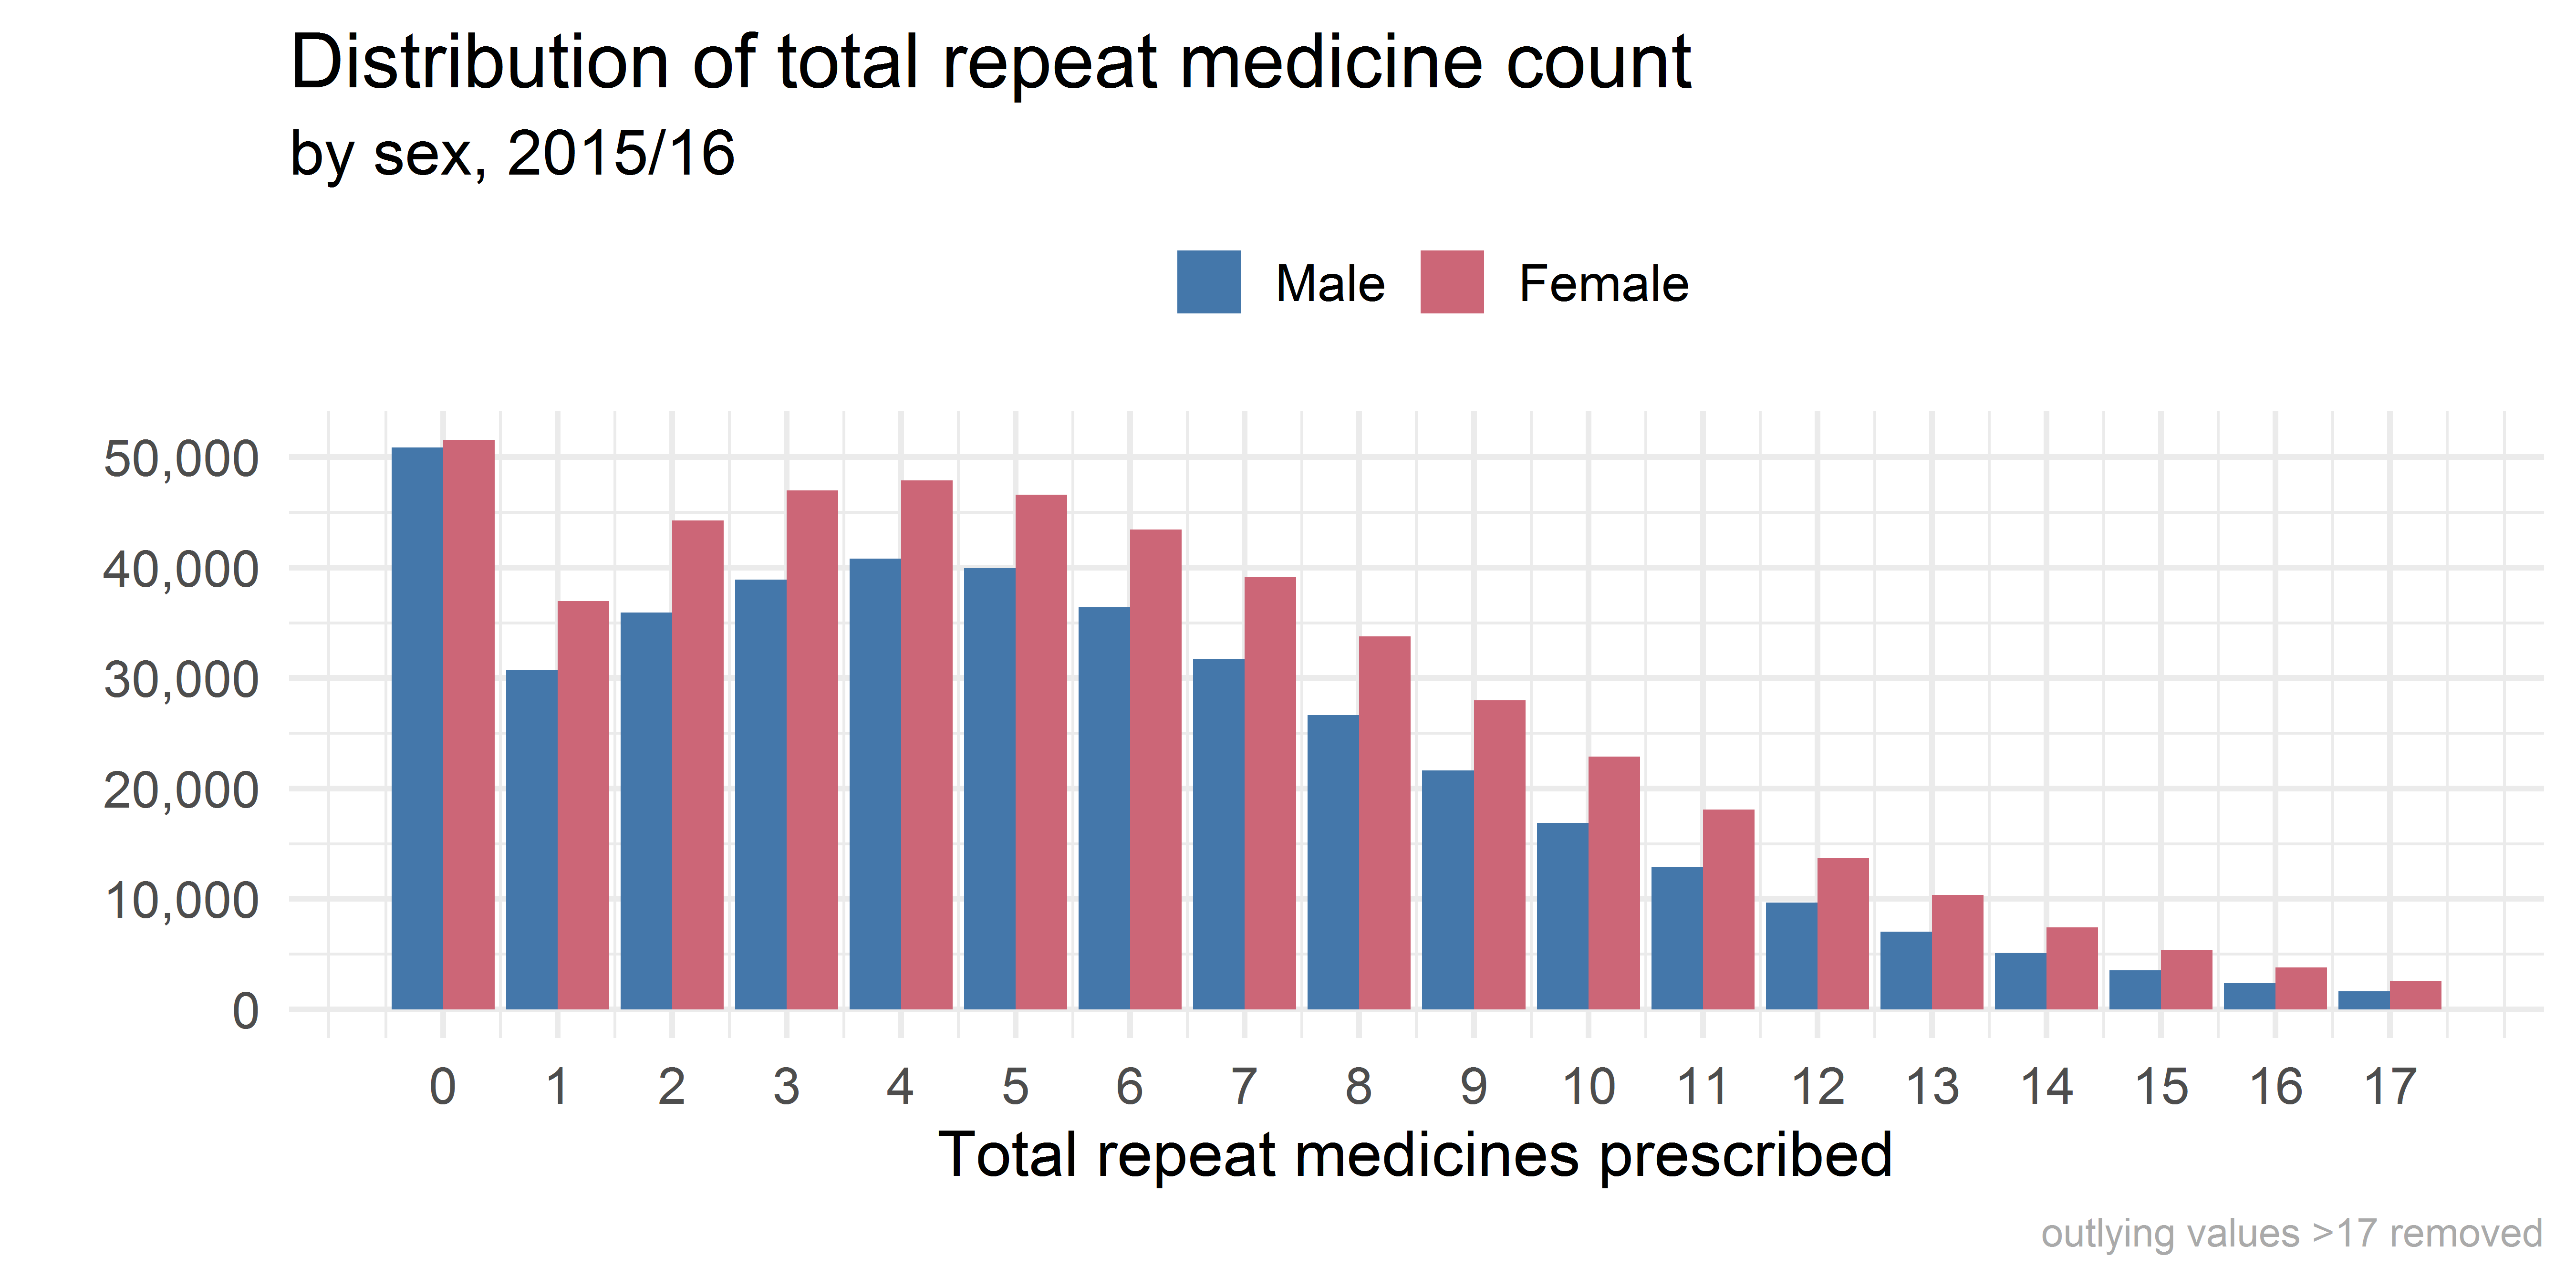 Distribution of total repeat medicine count
by sex, 2015/16
Male Female
50,000
40,000
30,000
20,000
10,000
0
0 1 2 3 4 5 6 7 8 9 10 11 12 13 14 15 16 17
Total repeat medicines prescribed
outlying values >17 removed